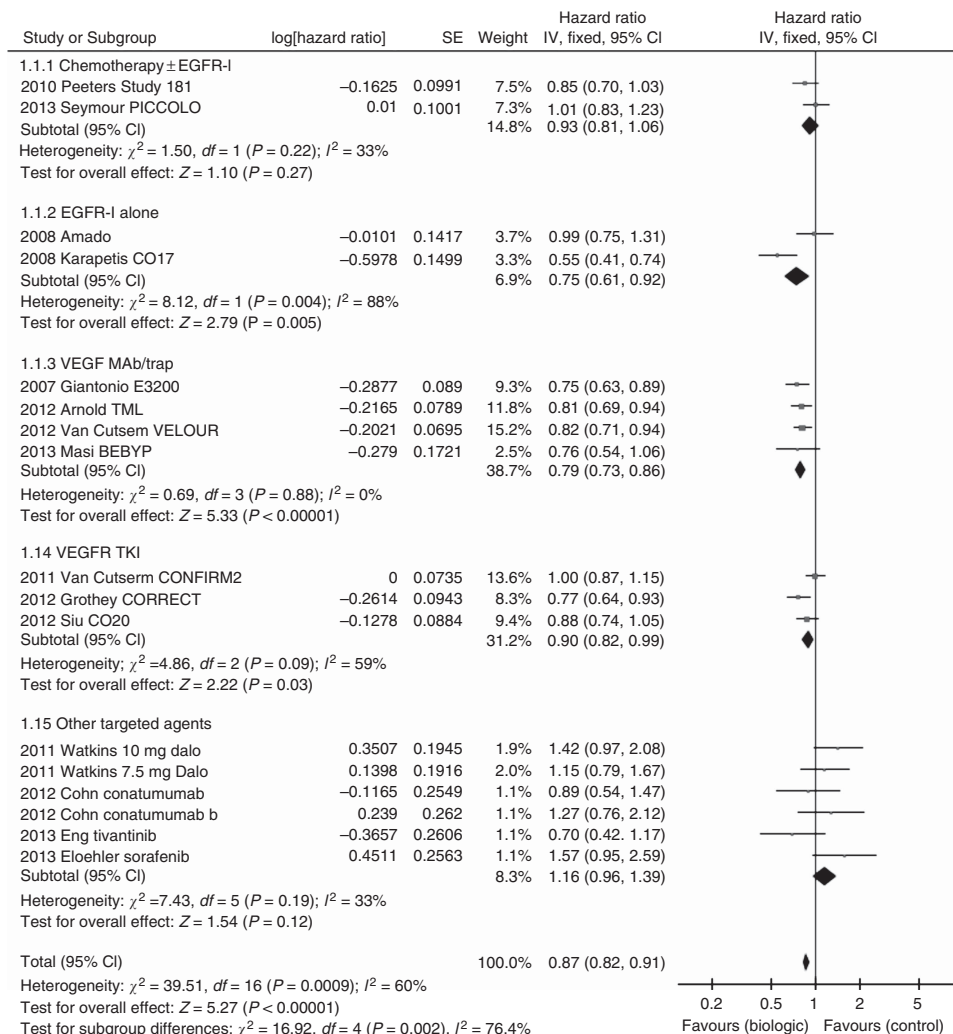 Hazard ratio Hazard ratio
Study or Subgroup log[hazard ratio] SE Weight IV, fixed, 95% CI IV, fixed, 95% CI
1.1.1 Chemotherapy ± EGFR-I
2010 Peeters Study 181 −0.1625 0.0991 7.5% 0.85 (0.70, 1.03)
2013 Seymour PICCOLO 0.01 0.1001 7.3% 1.01 (0.83, 1.23)
Subtotal (95% CI) 14.8% 0.93 (0.81, 1.06)
Heterogeneity: χ² = 1.50, df = 1 (P = 0.22); I² = 33%
Test for overall effect: Z = 1.10 (P = 0.27)
1.1.2 EGFR-I alone
2008 Amado −0.0101 0.1417 3.7% 0.99 (0.75, 1.31)
2008 Karapetis CO17 −0.5978 0.1499 3.3% 0.55 (0.41, 0.74)
Subtotal (95% CI) 6.9% 0.75 (0.61, 0.92)
Heterogeneity: χ² = 8.12, df = 1 (P = 0.004); I² = 88%
Test for overall effect: Z = 2.79 (P = 0.005)
1.1.3 VEGF MAb/trap
2007 Giantonio E3200 −0.2877 0.089 9.3% 0.75 (0.63, 0.89)
2012 Arnold TML −0.2165 0.0789 11.8% 0.81 (0.69, 0.94)
2012 Van Cutsem VELOUR −0.2021 0.0695 15.2% 0.82 (0.71, 0.94)
2013 Masi BEBYP −0.279 0.1721 2.5% 0.76 (0.54, 1.06)
Subtotal (95% CI) 38.7% 0.79 (0.73, 0.86)
Heterogeneity: χ² = 0.69, df = 3 (P = 0.88); I² = 0%
Test for overall effect: Z = 5.33 (P < 0.00001)
1.14 VEGFR TKI
2011 Van Cutserm CONFIRM2 0 0.0735 13.6% 1.00 (0.87, 1.15)
2012 Grothey CORRECT −0.2614 0.0943 8.3% 0.77 (0.64, 0.93)
2012 Siu CO20 −0.1278 0.0884 9.4% 0.88 (0.74, 1.05)
Subtotal (95% CI) 31.2% 0.90 (0.82, 0.99)
Heterogeneity; χ² =4.86, df = 2 (P = 0.09); I² = 59%
Test for overall effect: Z = 2.22 (P = 0.03)
1.15 Other targeted agents
2011 Watkins 10 mg dalo 0.3507 0.1945 1.9% 1.42 (0.97, 2.08)
2011 Watkins 7.5 mg Dalo 0.1398 0.1916 2.0% 1.15 (0.79, 1.67)
2012 Cohn conatumumab −0.1165 0.2549 1.1% 0.89 (0.54, 1.47)
2012 Cohn conatumumab b 0.239 0.262 1.1% 1.27 (0.76, 2.12)
2013 Eng tivantinib −0.3657 0.2606 1.1% 0.70 (0.42, 1.17)
2013 Eloehler sorafenib 0.4511 0.2563 1.1% 1.57 (0.95, 2.59)
Subtotal (95% CI) 8.3% 1.16 (0.96, 1.39)
Heterogeneity: χ² =7.43, df = 5 (P = 0.19); I² = 33%
Test for overall effect: Z = 1.54 (P = 0.12)
Total (95% CI) 100.0% 0.87 (0.82, 0.91)
Heterogeneity: χ² = 39.51, df = 16 (P = 0.0009); I² = 60%
Test for overall effect: Z = 5.27 (P < 0.00001)
Test for subgroup differences: χ² = 16.92, df = 4 (P = 0.002), I² = 76.4%
0.2 0.5 1 2 5
Favours (biologic) Favours (control)